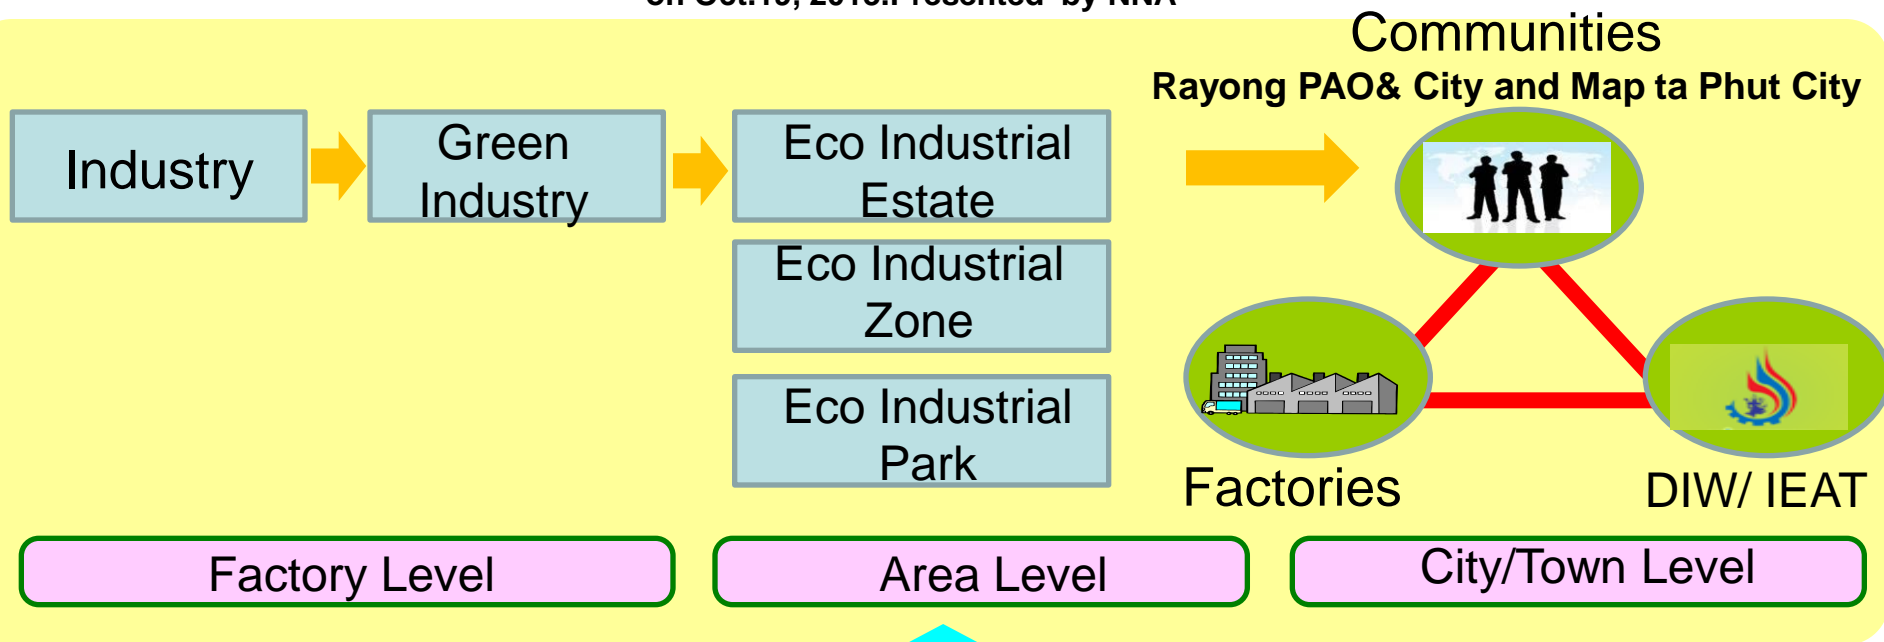 Communities
Rayong PAO& City and Map ta Phut City
Industry
Green
Industry
Eco Industrial
Estate
Eco Industrial
Zone
Eco Industrial
Park
Factories
DIW/ IEAT
Factory Level
Area Level
City/Town Level